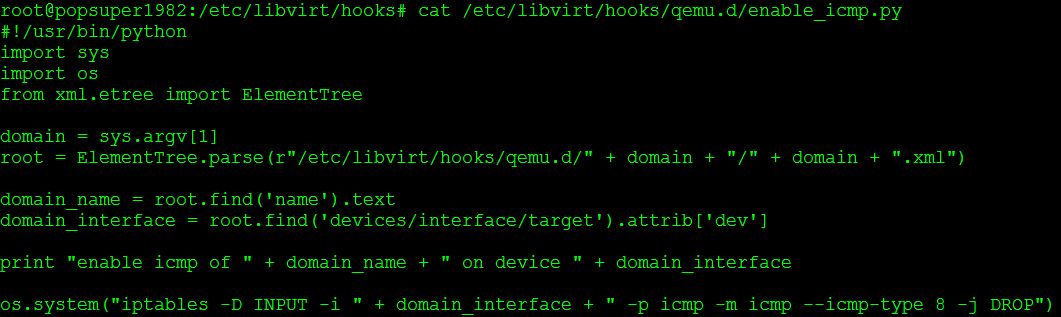 root@popsuper1982:/etc/libvirt/hooks# cat /etc/libvirt/hooks/qemu.d/enable_icmp.py
#!/usr/bin/python
import sys
import os
from xml.etree import ElementTree

domain = sys.argv[1]
root = ElementTree.parse(r"/etc/libvirt/hooks/qemu.d/" + domain + "/" + domain + ".xml")

domain_name = root.find('name').text
domain_interface = root.find('devices/interface/target').attrib['dev']

print "enable icmp of " + domain_name + " on device " + domain_interface

os.system("iptables -D INPUT -i " + domain_interface + " -p icmp -m icmp --icmp-type 8 -j DROP")